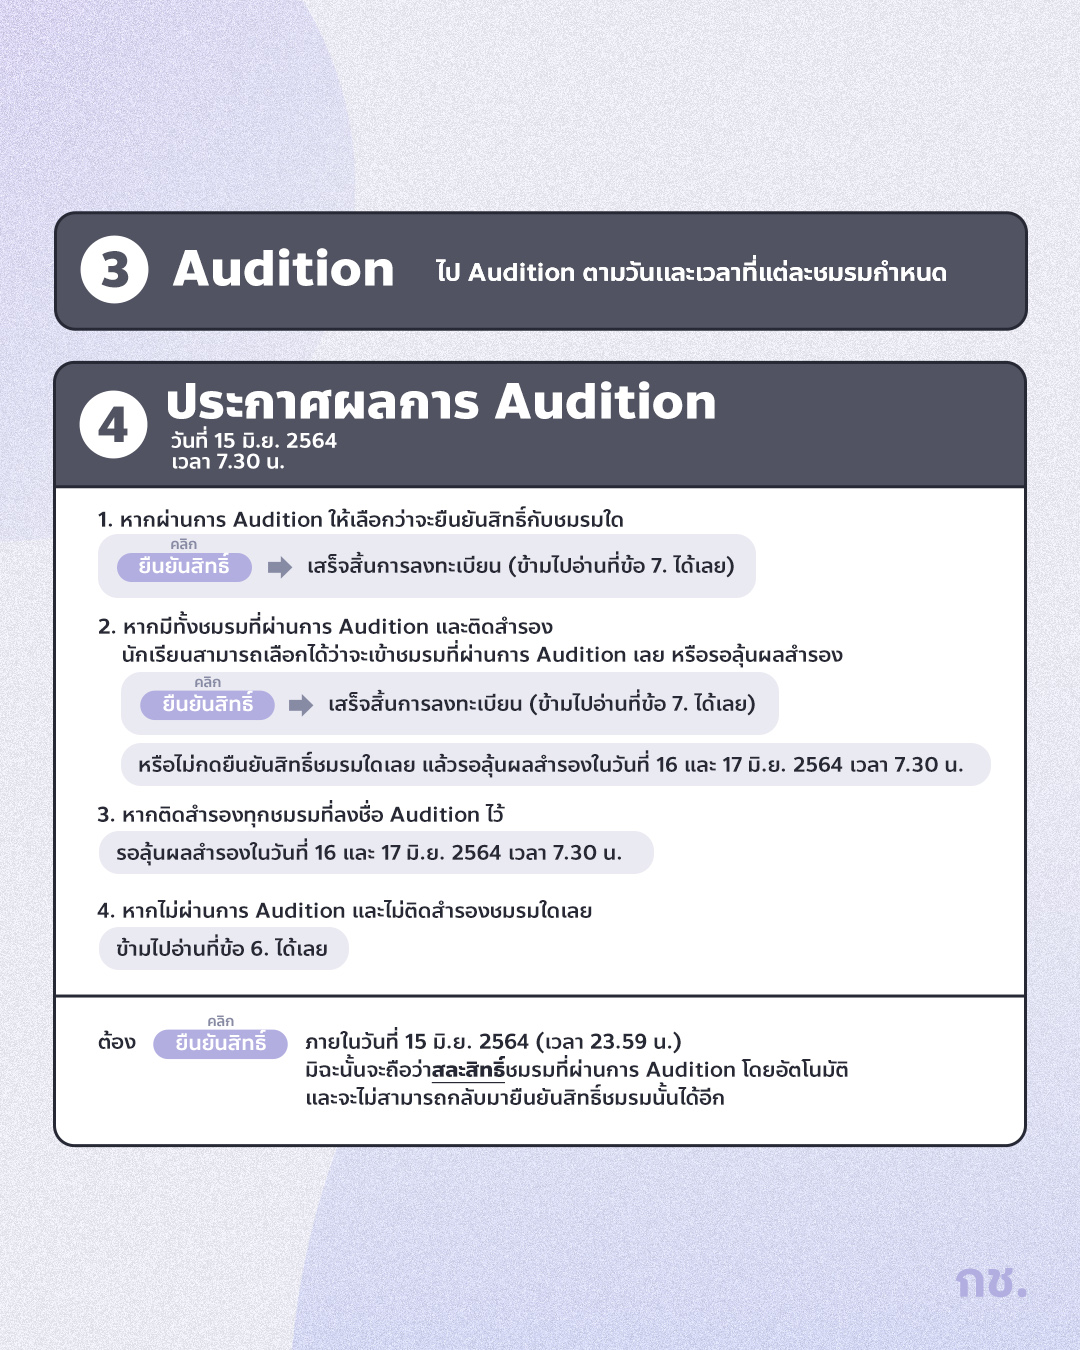 3 Audition ไป Audition ตามวันและเวลาที่แต่ละชมรมกำหนด
4 ประกาศผลการ Audition
วันที่ 15 มิ.ย. 2564
เวลา 7.30 น.
1. หากผ่านการ Audition ให้เลือกว่าจะยืนยันสิทธิ์กับชมรมใด
คลิก
ยืนยันสิทธิ์ เสร็จสิ้นการลงทะเบียน (ข้ามไปอ่านที่ข้อ 7. ได้เลย)
2. หากมีทั้งชมรมที่ผ่านการ Audition และติดสำรอง
นักเรียนสามารถเลือกได้ว่าจะเข้าชมรมที่ผ่านการ Audition เลย หรือรอลุ้นผลสำรอง
คลิก
ยืนยันสิทธิ์ เสร็จสิ้นการลงทะเบียน (ข้ามไปอ่านที่ข้อ 7. ได้เลย)
หรือไม่กดยืนยันสิทธิ์ชมรมใดเลย แล้วรอลุ้นผลสำรองในวันที่ 16 และ 17 มิ.ย. 2564 เวลา 7.30 น.
3. หากติดสำรองทุกชมรมที่ลงชื่อ Audition ไว้
รอลุ้นผลสำรองในวันที่ 16 และ 17 มิ.ย. 2564 เวลา 7.30 น.
4. หากไม่ผ่านการ Audition และไม่ติดสำรองชมรมใดเลย
ข้ามไปอ่านที่ข้อ 6. ได้เลย
คลิก
ต้อง ยืนยันสิทธิ์ ภายในวันที่ 15 มิ.ย. 2564 (เวลา 23.59 น.)
มิฉะนั้นจะถือว่าสละสิทธิ์ชมรมที่ผ่านการ Audition โดยอัตโนมัติ
และจะไม่สามารถกลับมายืนยันสิทธิ์ชมรมนั้นได้อีก
กช.